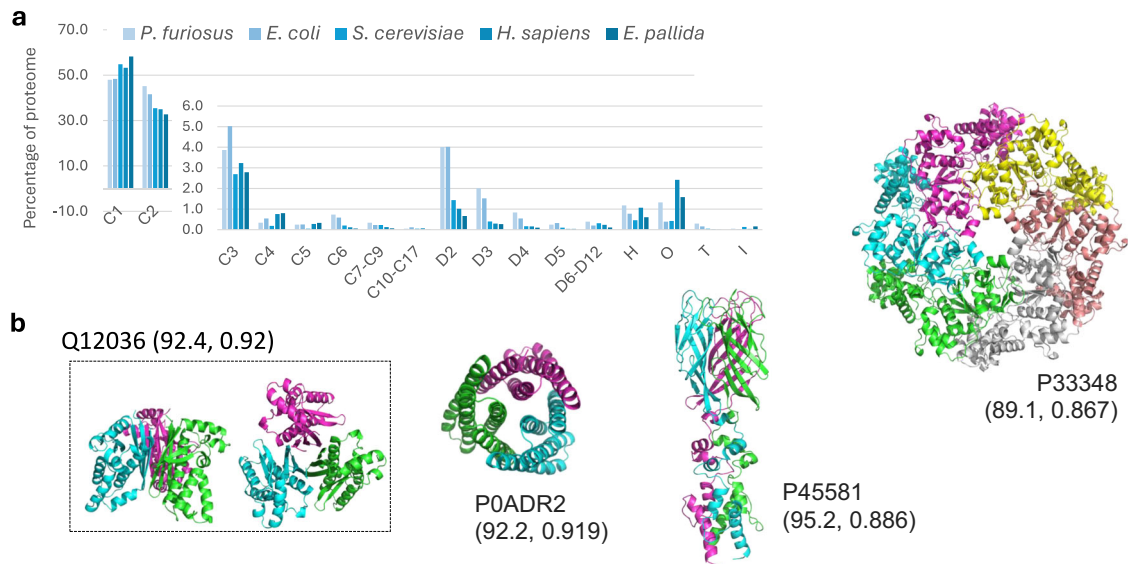 a
70.0
P. furiosus E. coli S. cerevisiae H. sapiens E. pallida
50.0
30.0
10.0
-10.0
Percentage of proteome
C1 C2
6.0
5.0
4.0
3.0
2.0
1.0
0.0
C3 C4 C5 C6 C7-C9 C10-C17 D2 D3 D4 D5 D6-D12 H O T I
b
Q12036 (92.4, 0.92)
P0ADR2
(92.2, 0.919)
P45581
(95.2, 0.886)
P33348
(89.1, 0.867)